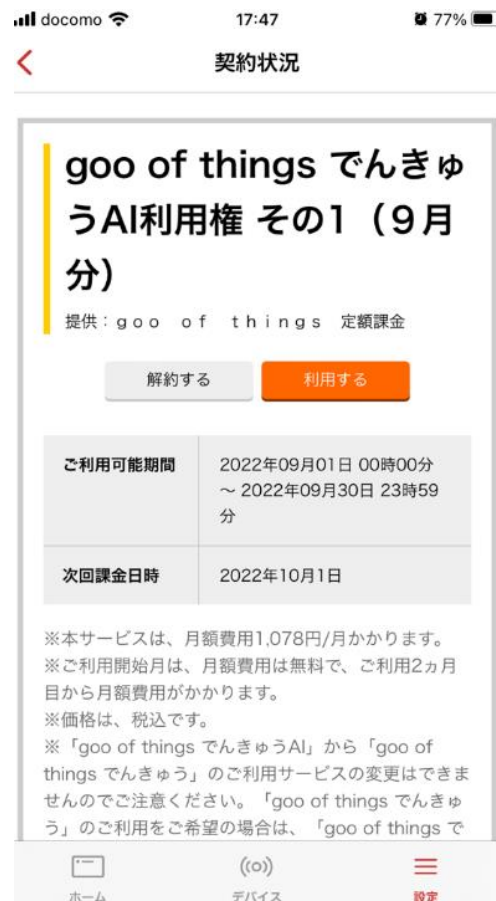 docomo 17:47 77%
契約状況
goo of things でんきゅ
うAI利用権 その1（９月
分）
提供：ｇｏｏ　ｏｆ　ｔｈｉｎｇｓ　定額課金
解約する 利用する
ご利用可能期間 2022年09月01日 00時00分
～ 2022年09月30日 23時59
分
次回課金日時 2022年10月1日
※本サービスは、月額費用1,078円/月かかります。
※ご利用開始月は、月額費用は無料で、ご利用2ヵ月
目から月額費用がかかります。
※価格は、税込です。
※「goo of things でんきゅうAI」から「goo of
things でんきゅう」のご利用サービスの変更はできま
せんのでご注意ください。「goo of things でんきゅ
う」のご利用をご希望の場合は、「goo of things で
ホーム デバイス 設定